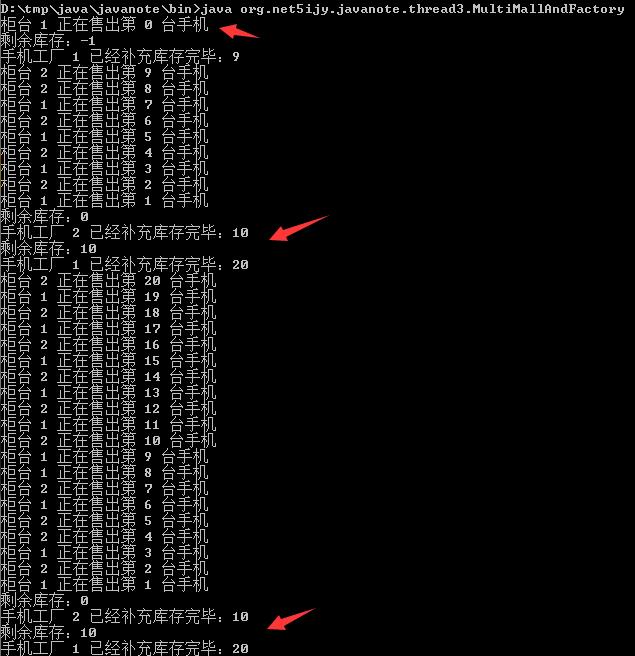 D:\tmp\java\javanote\bin>java org.net5ijy.javanote.thread3.MultiMallAndFactory
柜台 1 正在售出第 0 台手机
剩余库存：-1
手机工厂 1 已经补充库存完毕：9
柜台 2 正在售出第 9 台手机
柜台 2 正在售出第 8 台手机
柜台 1 正在售出第 7 台手机
柜台 2 正在售出第 6 台手机
柜台 1 正在售出第 5 台手机
柜台 2 正在售出第 4 台手机
柜台 1 正在售出第 3 台手机
柜台 2 正在售出第 2 台手机
柜台 1 正在售出第 1 台手机
剩余库存：0
手机工厂 2 已经补充库存完毕：10
剩余库存：10
手机工厂 1 已经补充库存完毕：20
柜台 2 正在售出第 20 台手机
柜台 1 正在售出第 19 台手机
柜台 2 正在售出第 18 台手机
柜台 1 正在售出第 17 台手机
柜台 2 正在售出第 16 台手机
柜台 1 正在售出第 15 台手机
柜台 2 正在售出第 14 台手机
柜台 1 正在售出第 13 台手机
柜台 2 正在售出第 12 台手机
柜台 1 正在售出第 11 台手机
柜台 2 正在售出第 10 台手机
柜台 1 正在售出第 9 台手机
柜台 1 正在售出第 8 台手机
柜台 2 正在售出第 7 台手机
柜台 1 正在售出第 6 台手机
柜台 2 正在售出第 5 台手机
柜台 2 正在售出第 4 台手机
柜台 1 正在售出第 3 台手机
柜台 2 正在售出第 2 台手机
柜台 1 正在售出第 1 台手机
剩余库存：0
手机工厂 2 已经补充库存完毕：10
剩余库存：10
手机工厂 1 已经补充库存完毕：20